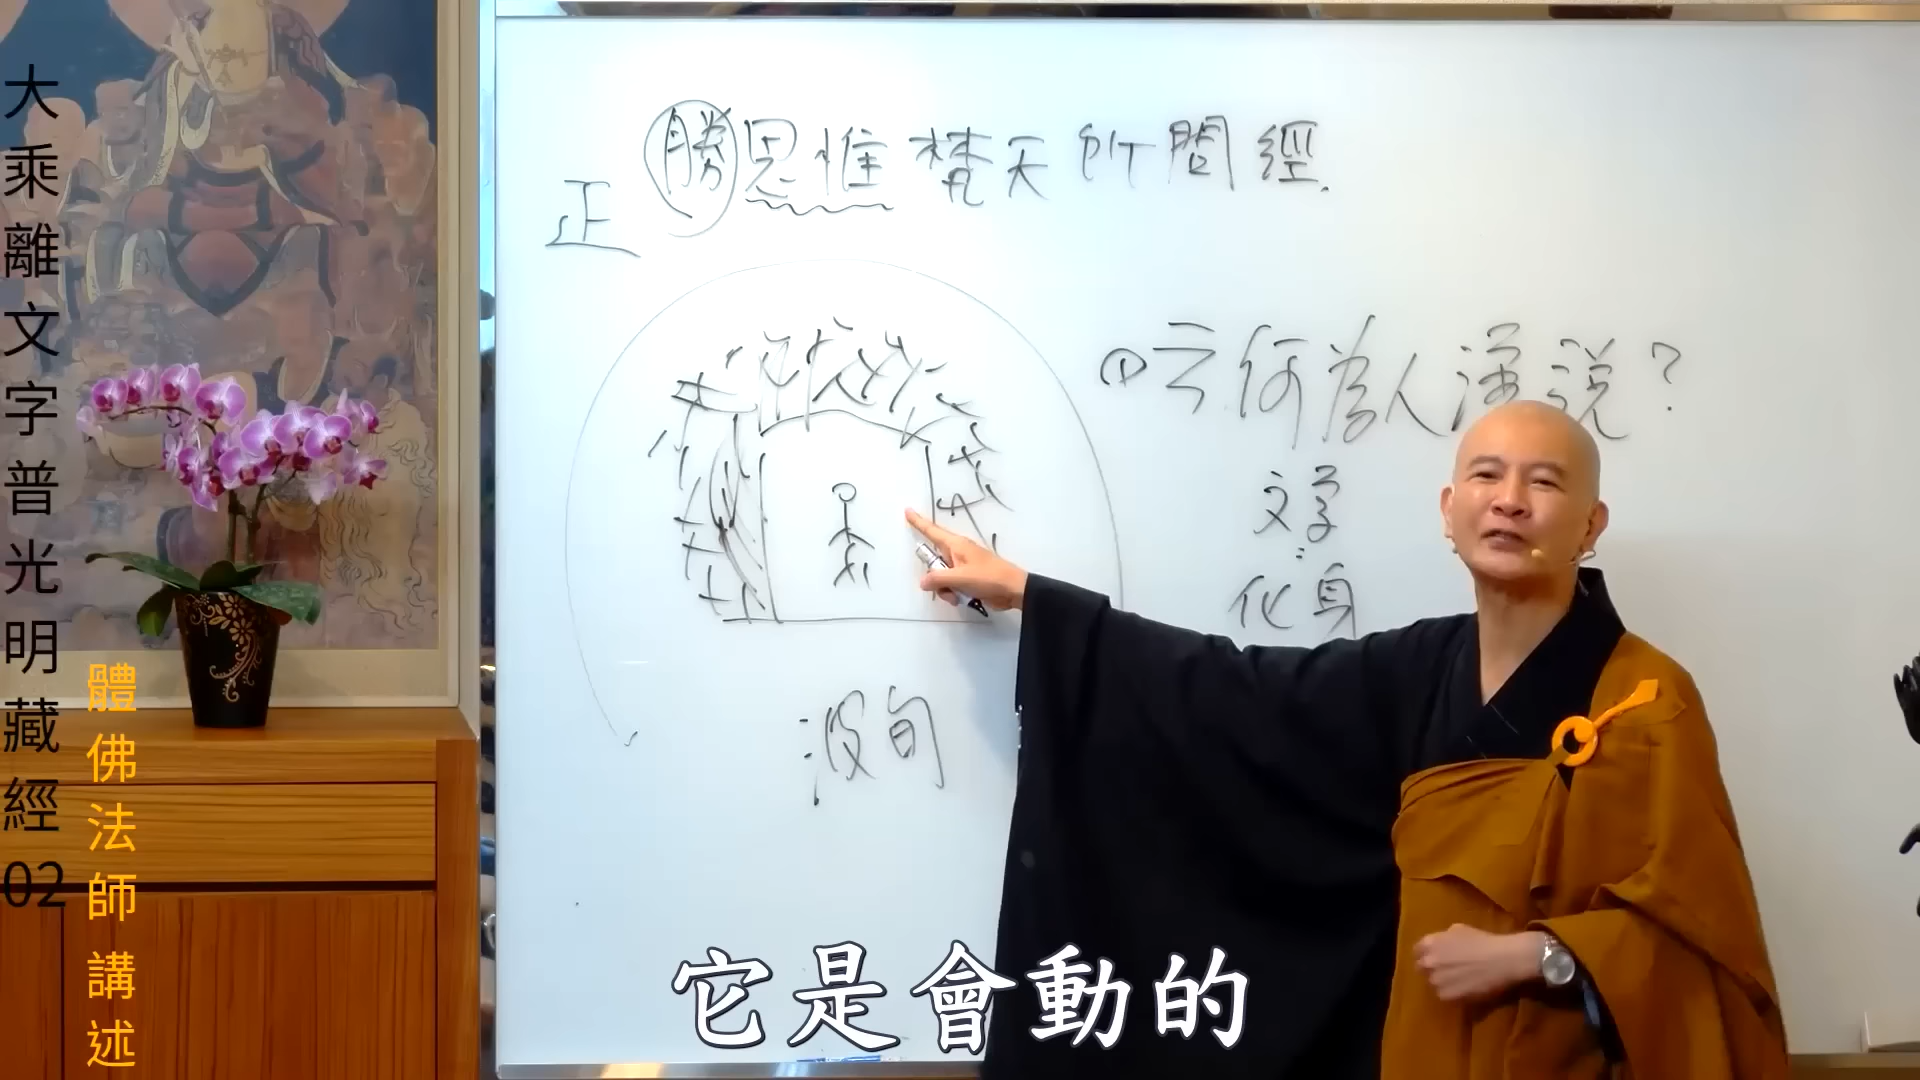 大乘離文字普光明藏經02
體佛法師講述
勝思惟梵天所問經
正
①云何為人演説?
文字
化身
波旬
它是會動的